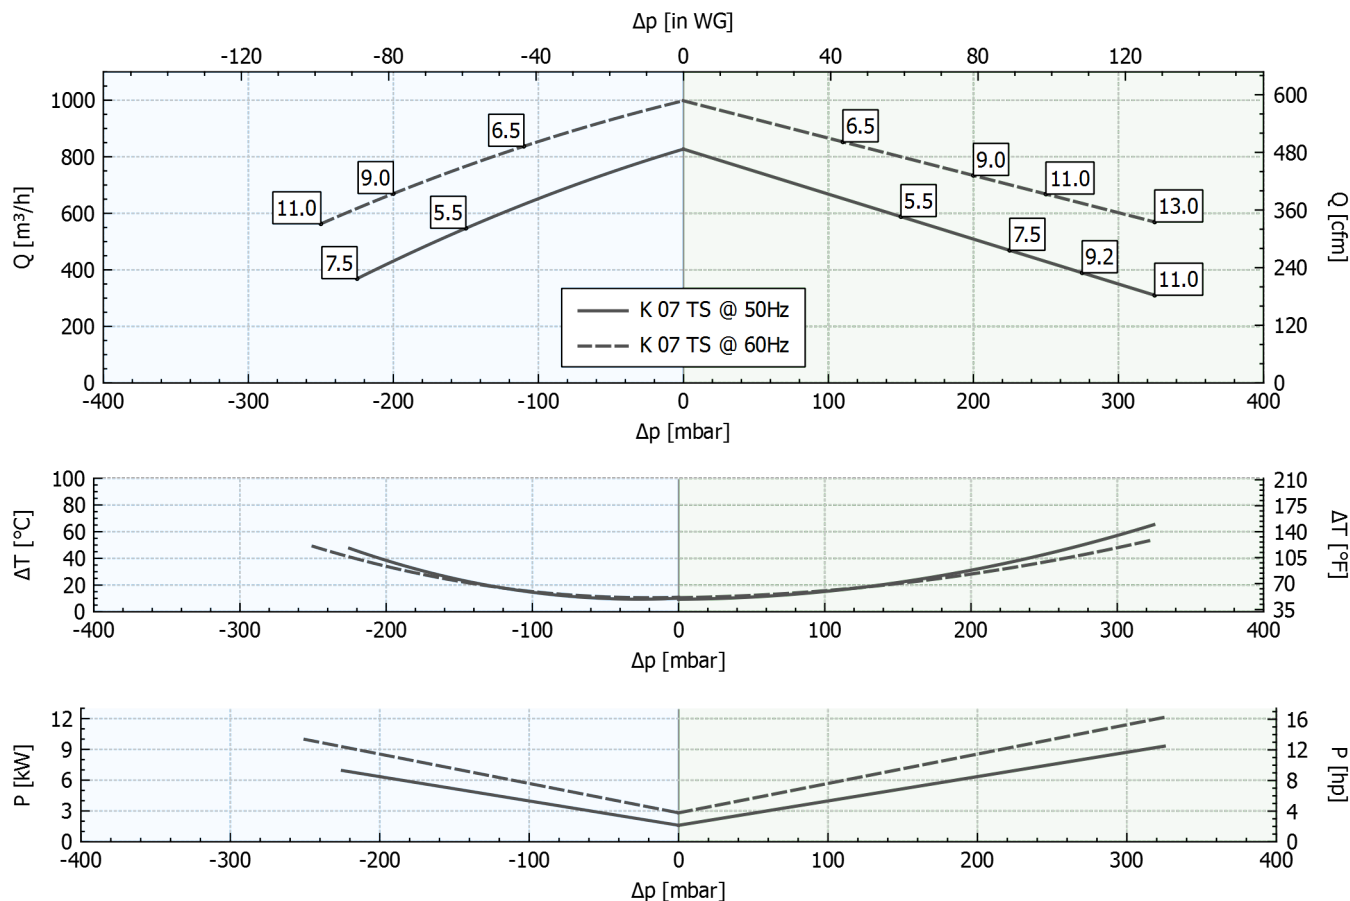 Δp [in WG]
-120 -80 -40 0 40 80 120
1000 600
800 480
600 360
400 240
200 120
0 0
Q [m³/h]
Q [cfm]
11.0 9.0 6.5 6.5 9.0 11.0 13.0
7.5 5.5 5.5 7.5 9.2 11.0
K 07 TS @ 50Hz
K 07 TS @ 60Hz
-400 -300 -200 -100 0 100 200 300 400
Δp [mbar]
100 210
80 175
60 140
40 105
20 70
0 35
ΔT [°C]
ΔT [°F]
-400 -300 -200 -100 0 100 200 300 400
Δp [mbar]
12 16
9 12
6 8
3 4
0 0
P [kW]
P [hp]
-400 -300 -200 -100 0 100 200 300 400
Δp [mbar]